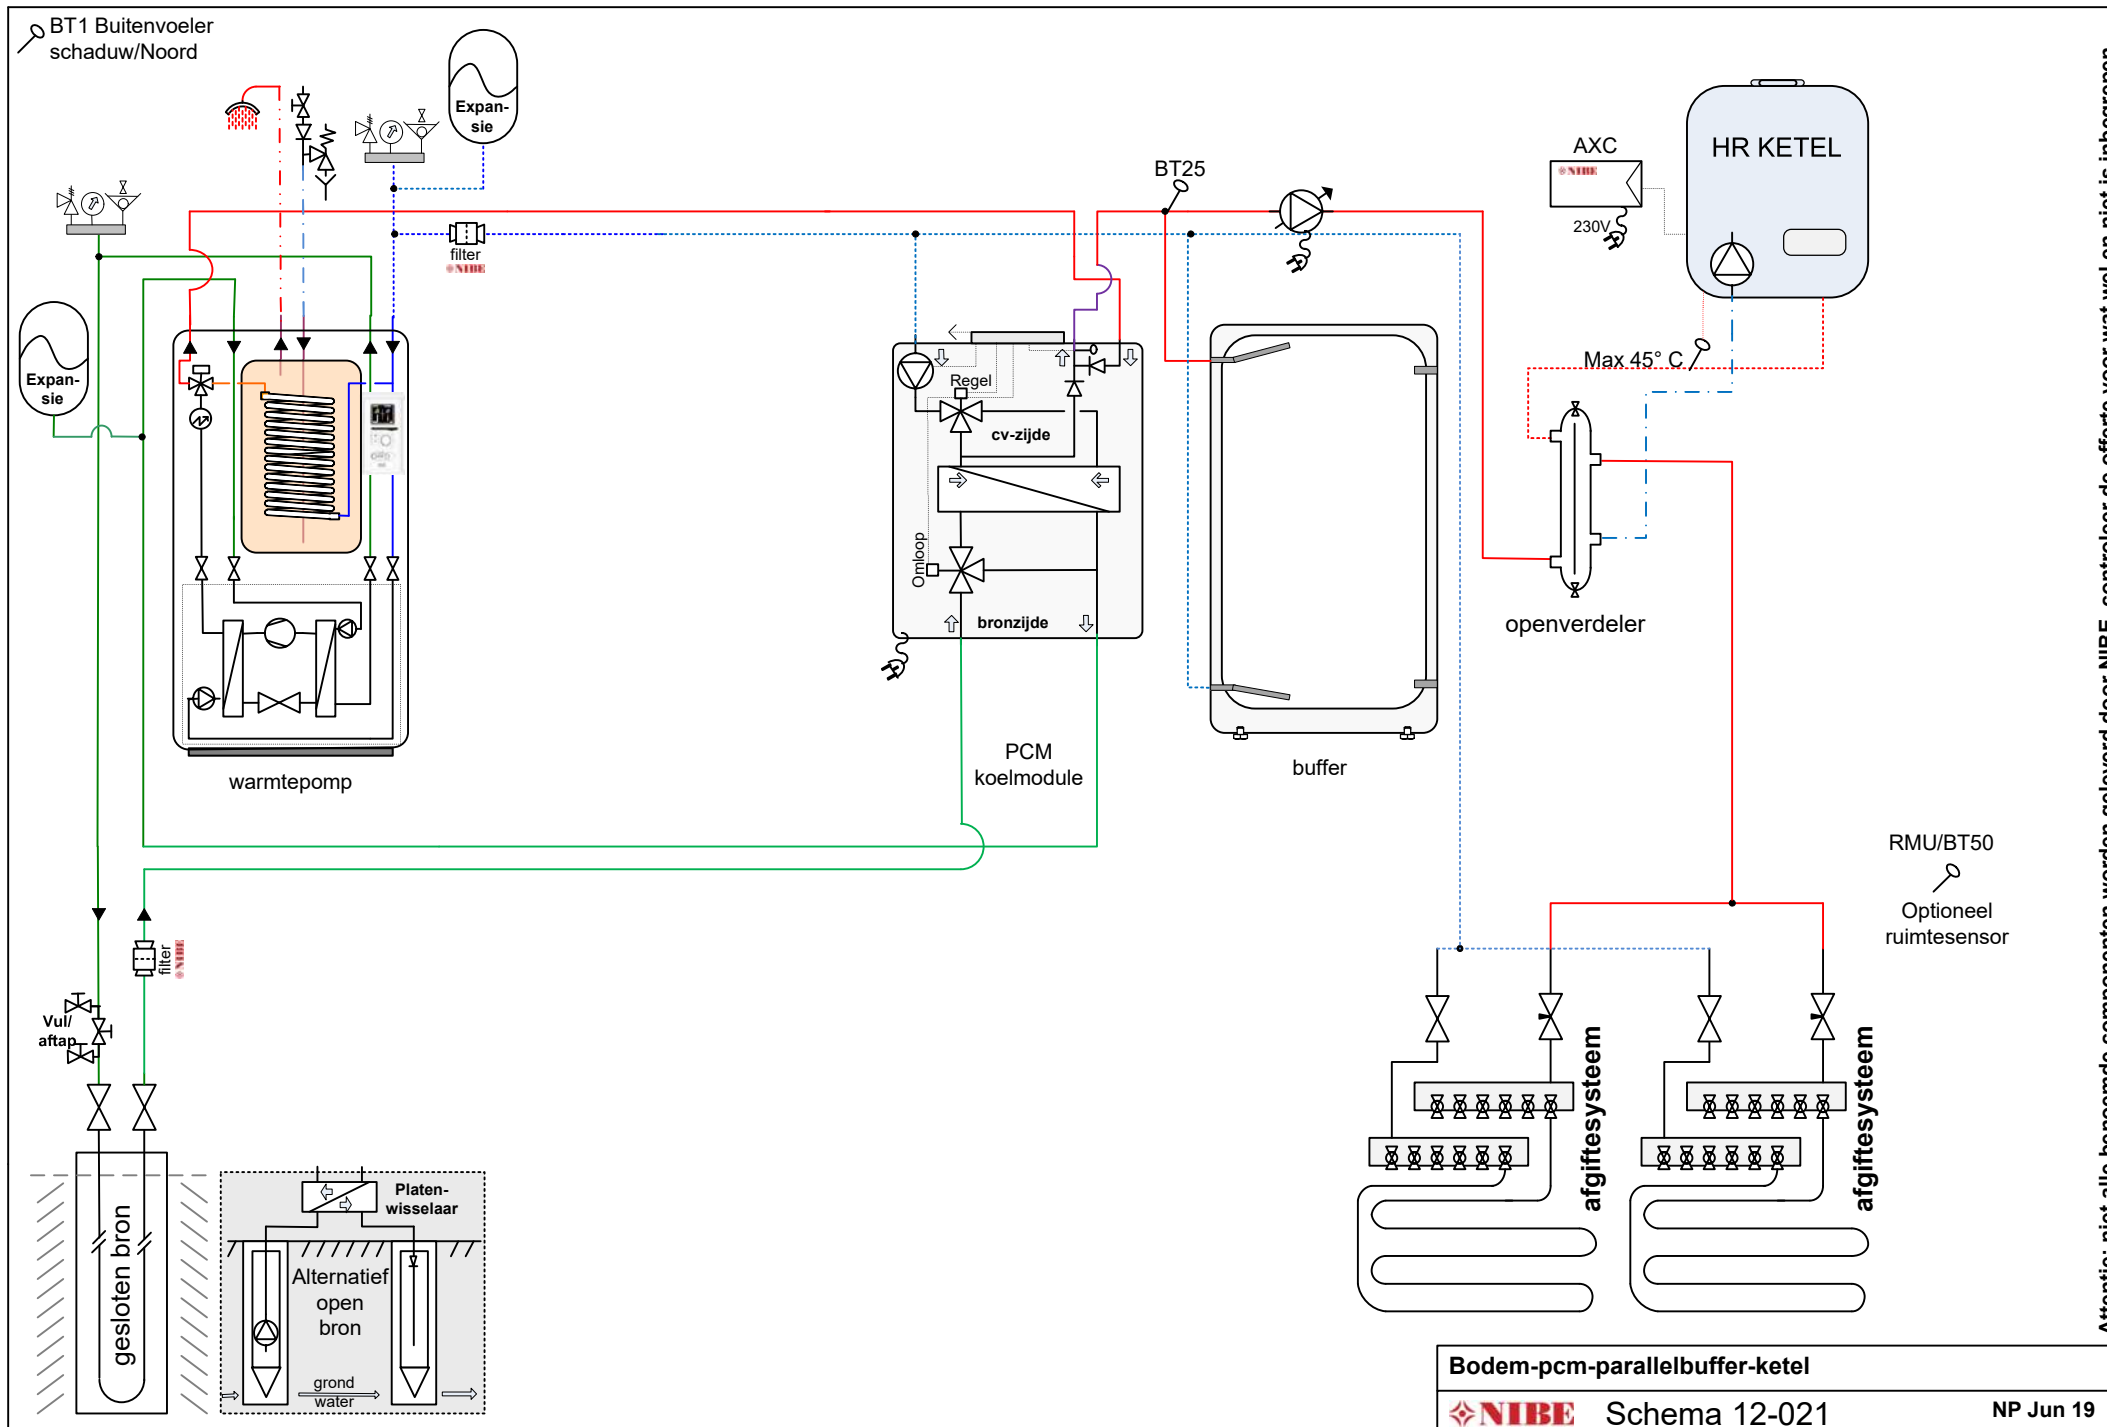 BT1 Buitenvoeler
schaduw/Noord
Expan-
sie
BT25
AXC
NIBE
230V
HR KETEL
filter
NIBE
Expan-
sie
Max 45° C
Regel
cv-zijde
Omloop
bronzijde
openverdeler
warmtepomp
PCM
koelmodule
buffer
RMU/BT50
Optioneel
ruimtesensor
filter
NIBE
Vul/
aftap
afgiftesysteem
afgiftesysteem
gesloten bron
Platen-
wisselaar
Alternatief
open
bron
grond
water
Bodem-pcm-parallelbuffer-ketel
NIBE Schema 12-021 NP Jun 19